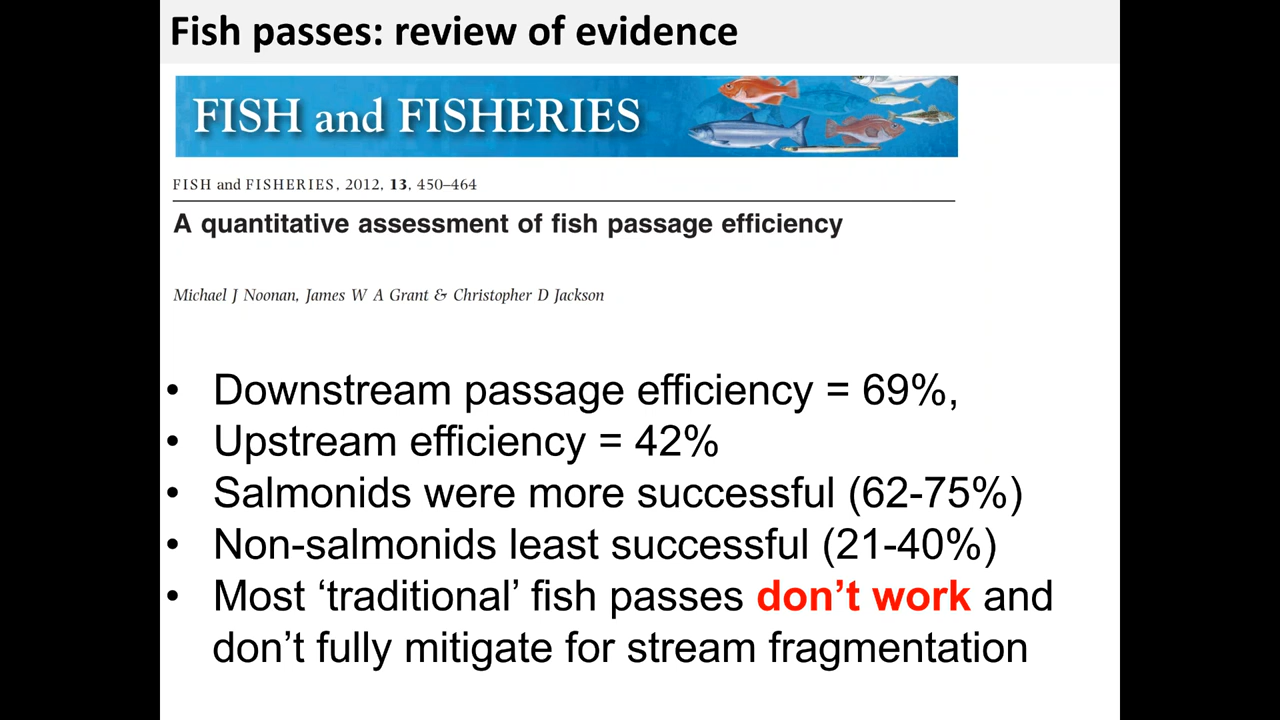 Fish passes: review of evidence
FISH and FISHERIES
FISH and FISHERIES, 2012, 13, 450–464
A quantitative assessment of fish passage efficiency
Michael J Noonan, James W A Grant & Christopher D Jackson
• Downstream passage efficiency = 69%,
• Upstream efficiency = 42%
• Salmonids were more successful (62-75%)
• Non-salmonids least successful (21-40%)
• Most ‘traditional’ fish passes don’t work and
don’t fully mitigate for stream fragmentation